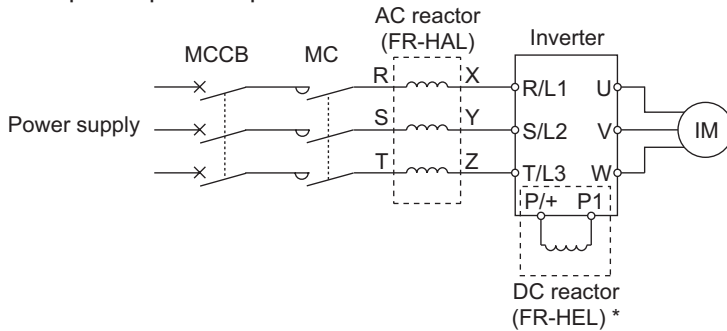 AC reactor
(FR-HAL)
MCCB
MC
Inverter
R X R/L1 U
Power supply S Y S/L2 V IM
T Z T/L3 W
P/+ P1
DC reactor
(FR-HEL) *